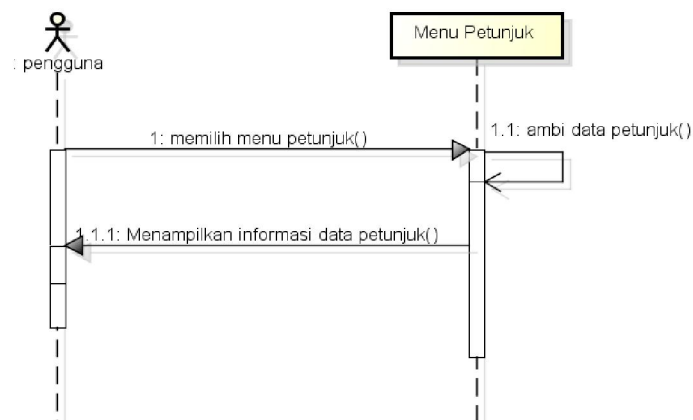 : pengguna
Menu Petunjuk
1: memilih menu petunjuk()
1.1: ambi data petunjuk()
1.1.1: Menampilkan informasi data petunjuk()